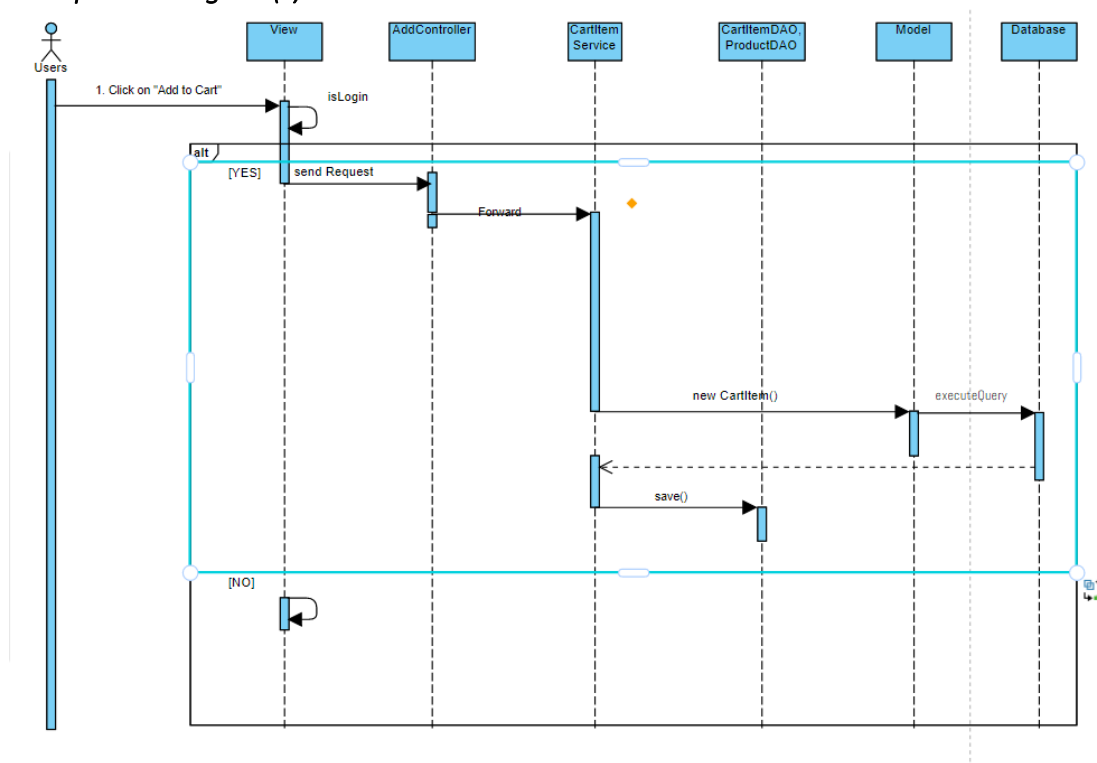 Users
View
AddController
CartItem
Service
CartItemDAO,
ProductDAO
Model
Database
1. Click on "Add to Cart"
isLogin
alt
[YES]
send Request
Forward
new CartItem()
executeQuery
save()
[NO]